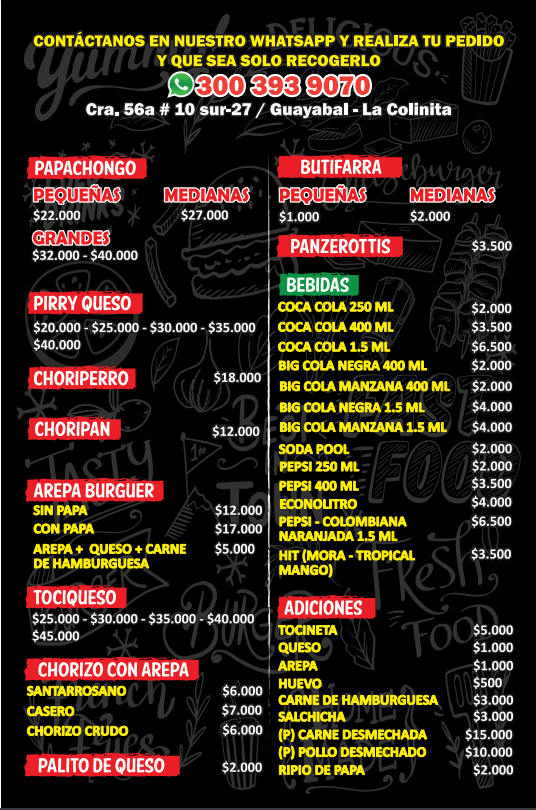 CONTÁCTANOS EN NUESTRO WHATSAPP Y REALIZA TU PEDIDO
Y QUE SEA SOLO RECOGERLO
300 393 9070
Cra. 56a # 10 sur-27 / Guayabal - La Colinita
PAPACHONGO
PEQUEÑAS MEDIANAS
$22.000 $27.000
GRANDES
$32.000 - $40.000
PIRRY QUESO
$20.000 - $25.000 - $30.000 - $35.000
$40.000
CHORIPERRO $18.000
CHORIPAN $12.000
AREPA BURGUER
SIN PAPA $12.000
CON PAPA $17.000
AREPA + QUESO + CARNE $5.000
DE HAMBURGUESA
TOCIQUESO
$25.000 - $30.000 - $35.000 - $40.000
$45.000
CHORIZO CON AREPA
SANTARROSANO $6.000
CASERO $7.000
CHORIZO CRUDO $6.000
PALITO DE QUESO $2.000
BUTIFARRA
PEQUEÑAS MEDIANAS
$1.000 $2.000
PANZEROTTIS $3.500
BEBIDAS
COCA COLA 250 ML $2.000
COCA COLA 400 ML $3.500
COCA COLA 1.5 ML $6.500
BIG COLA NEGRA 400 ML $2.000
BIG COLA MANZANA 400 ML $2.000
BIG COLA NEGRA 1.5 ML $4.000
BIG COLA MANZANA 1.5 ML $4.000
SODA POOL $2.000
PEPSI 250 ML $2.000
PEPSI 400 ML $3.500
ECONOLITRO $4.000
PEPSI - COLOMBIANA $6.500
NARANJADA 1.5 ML
HIT (MORA - TROPICAL $3.500
MANGO)
ADICIONES
TOCINETA $5.000
QUESO $1.000
AREPA $1.000
HUEVO $500
CARNE DE HAMBURGUESA $3.000
SALCHICHA $3.000
(P) CARNE DESMECHADA $15.000
(P) POLLO DESMECHADO $10.000
RIPIO DE PAPA $2.000
Yummy
DELICIOUS
TASTY
1#
BURGER
FAST
FOOD
Fresh
FOOD